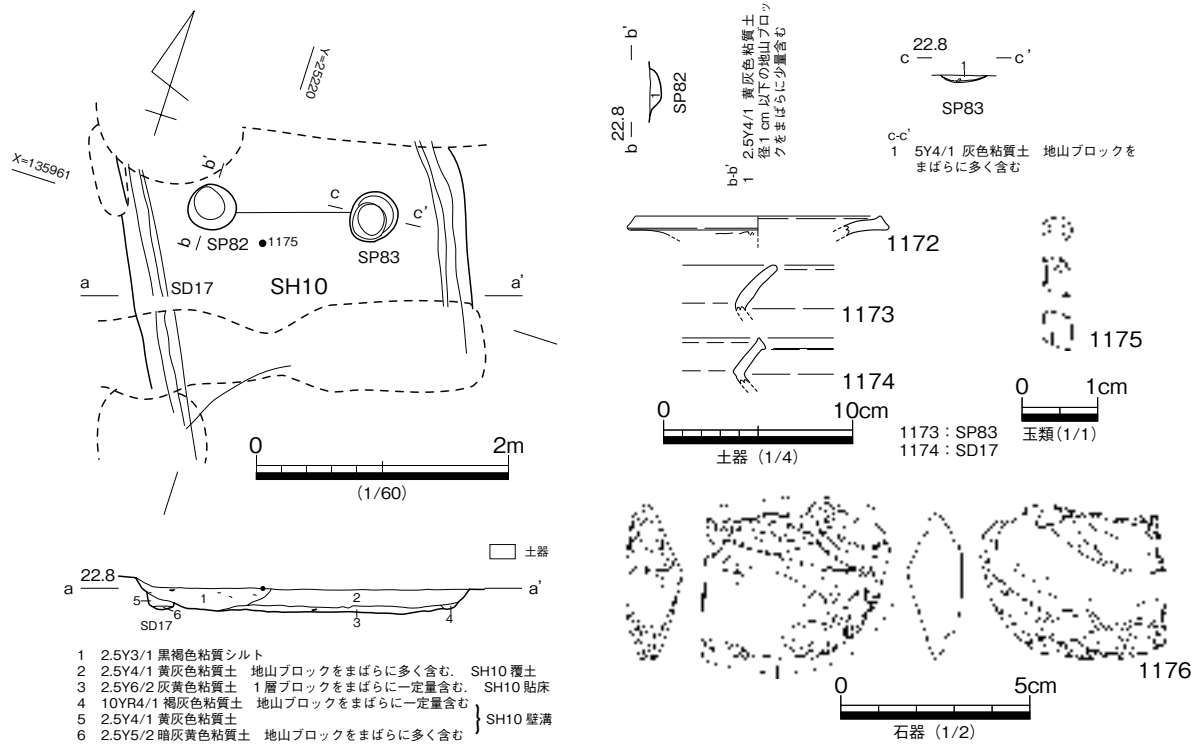 Y=25220
X=135961
b'
c
c'
b
SP82
1175
SP83
a
SD17
SH10
a'
0
2m
(1/60)
土器
22.8
a
a'
5
1
2
6
3
4
SD17
1 2.5Y3/1 黒褐色粘質シルト
2 2.5Y4/1 黄灰色粘質土 地山ブロックをまばらに多く含む. SH10 覆土
3 2.5Y6/2 灰黄色粘質土 1層ブロックをまばらに一定量含む. SH10 貼床
4 10YR4/1 褐灰色粘質土 地山ブロックをまばらに一定量含む
5 2.5Y4/1 黄灰色粘質土
SH10 壁溝
6 2.5Y5/2 暗灰黄色粘質土 地山ブロックをまばらに多く含む
b'
1
SP82
22.8
b
b-b'
1 2.5Y4/1 黄灰色粘質土
径1cm以下の地山ブロッ
クをまばらに少量含む
22.8
c
1
c'
SP83
c-c'
1 5Y4/1 灰色粘質土 地山ブロックを
まばらに多く含む
1172
1173
1174
0
10cm
土器(1/4)
1173:SP83
1174:SD17
1175
0
1cm
玉類(1/1)
1176
0
5cm
石器(1/2)